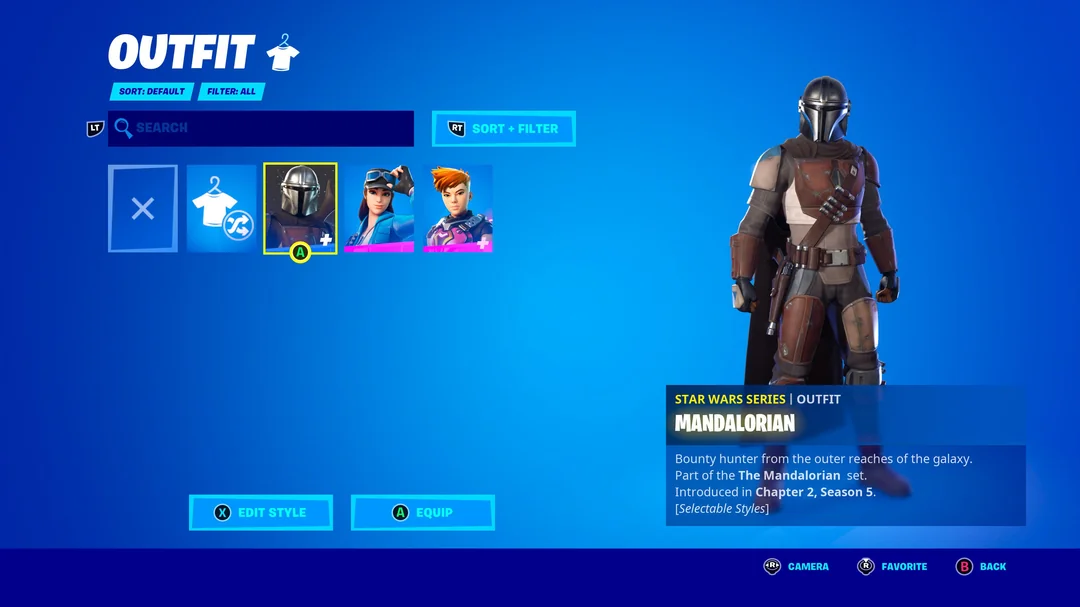 OUTFIT
SORT: DEFAULT FILTER: ALL
LT SEARCH RT SORT + FILTER
A
STAR WARS SERIES | OUTFIT
MANDALORIAN
Bounty hunter from the outer reaches of the galaxy.
Part of the The Mandalorian set.
Introduced in Chapter 2, Season 5.
[Selectable Styles]
X EDIT STYLE A EQUIP
R CAMERA R FAVORITE B BACK